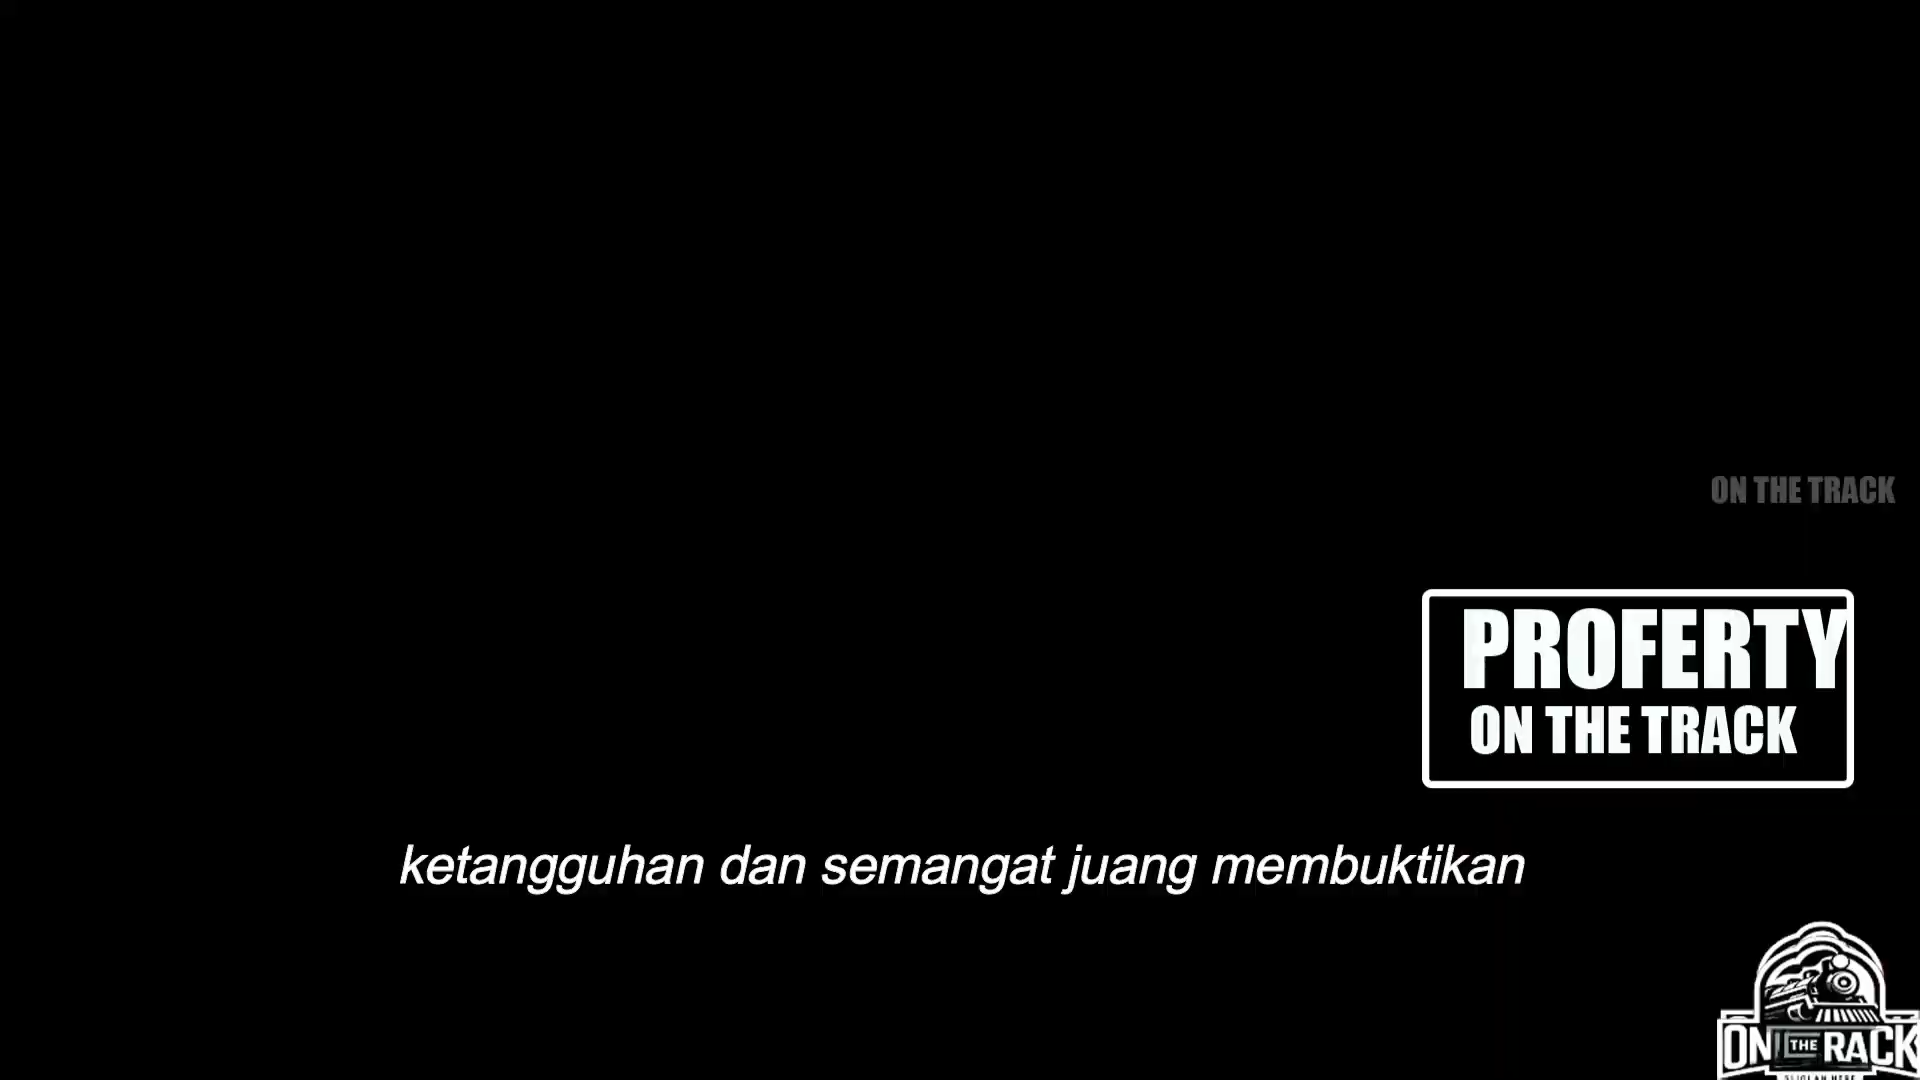 ON THE TRACK
PROFERTY
ON THE TRACK
ketangguhan dan semangat juang membuktikan
ON THE RACK